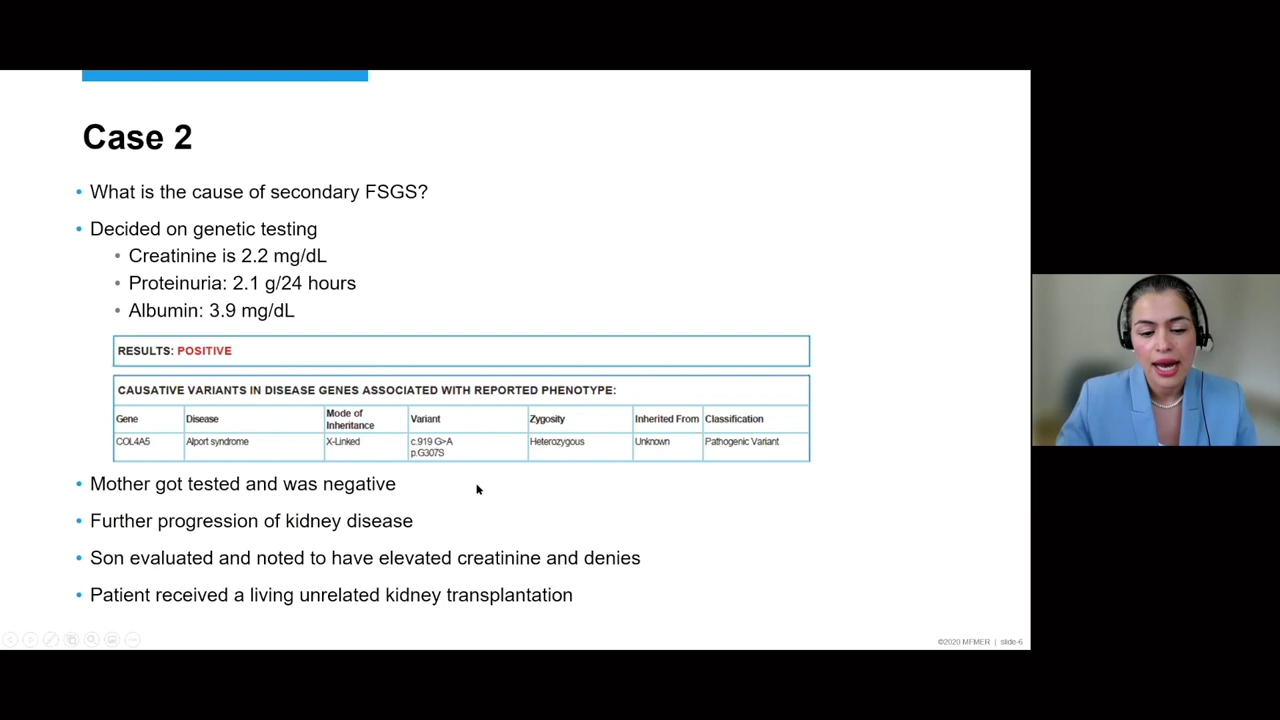 Case 2
• What is the cause of secondary FSGS?
• Decided on genetic testing
• Creatinine is 2.2 mg/dL
• Proteinuria: 2.1 g/24 hours
• Albumin: 3.9 mg/dL
RESULTS: POSITIVE
CAUSATIVE VARIANTS IN DISEASE GENES ASSOCIATED WITH REPORTED PHENOTYPE:
Gene Disease Mode of Inheritance Variant Zygosity Inherited From Classification
COL4A5 Alport syndrome X-Linked c.919 G>A p.G307S Heterozygous Unknown Pathogenic Variant
• Mother got tested and was negative
• Further progression of kidney disease
• Son evaluated and noted to have elevated creatinine and denies
• Patient received a living unrelated kidney transplantation
©2020 MFMER | slide-6